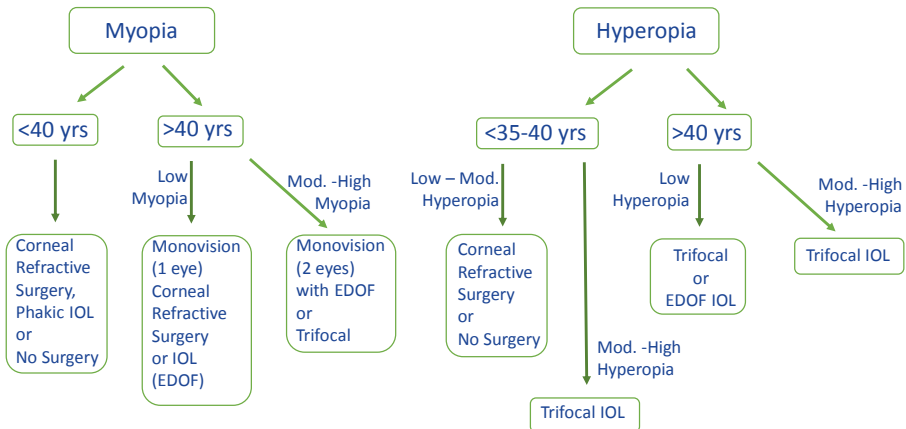 Myopia
Hyperopia
<40 yrs
>40 yrs
<35-40 yrs
>40 yrs
Low
Myopia
Mod. -High
Myopia
Low – Mod.
Hyperopia
Low
Hyperopia
Mod. -High
Hyperopia
Corneal
Refractive
Surgery,
Phakic IOL
or
No Surgery
Monovision
(1 eye)
Corneal
Refractive
Surgery
or IOL
(EDOF)
Monovision
(2 eyes)
with EDOF
or
Trifocal
Corneal
Refractive
Surgery
or
No Surgery
Trifocal
or
EDOF IOL
Trifocal IOL
Mod. -High
Hyperopia
Trifocal IOL